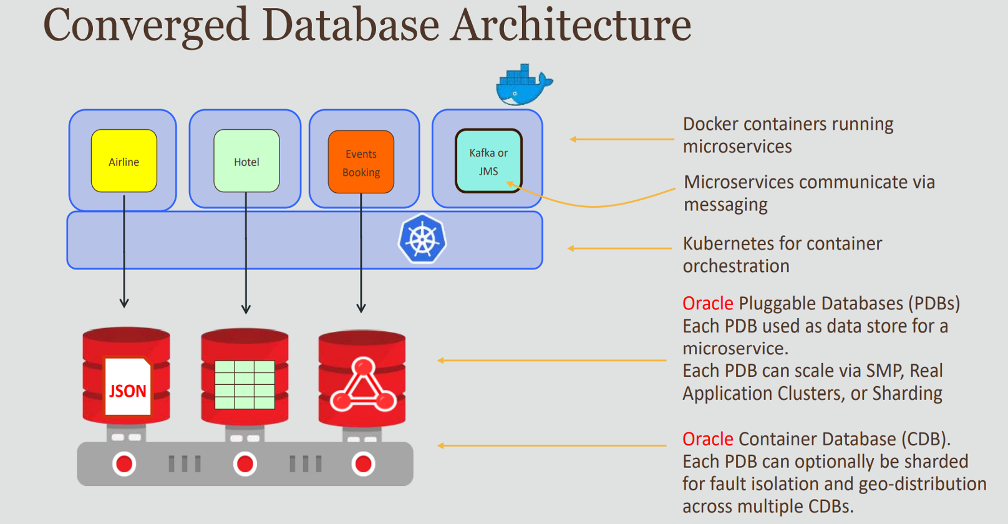 Converged Database Architecture
Airline
Hotel
Events
Booking
Kafka or
JMS
Docker containers running
microservices
Microservices communicate via
messaging
Kubernetes for container
orchestration
Oracle Pluggable Databases (PDBs)
Each PDB used as data store for a
microservice.
Each PDB can scale via SMP, Real
Application Clusters, or Sharding
JSON
Oracle Container Database (CDB).
Each PDB can optionally be sharded
for fault isolation and geo-distribution
across multiple CDBs.